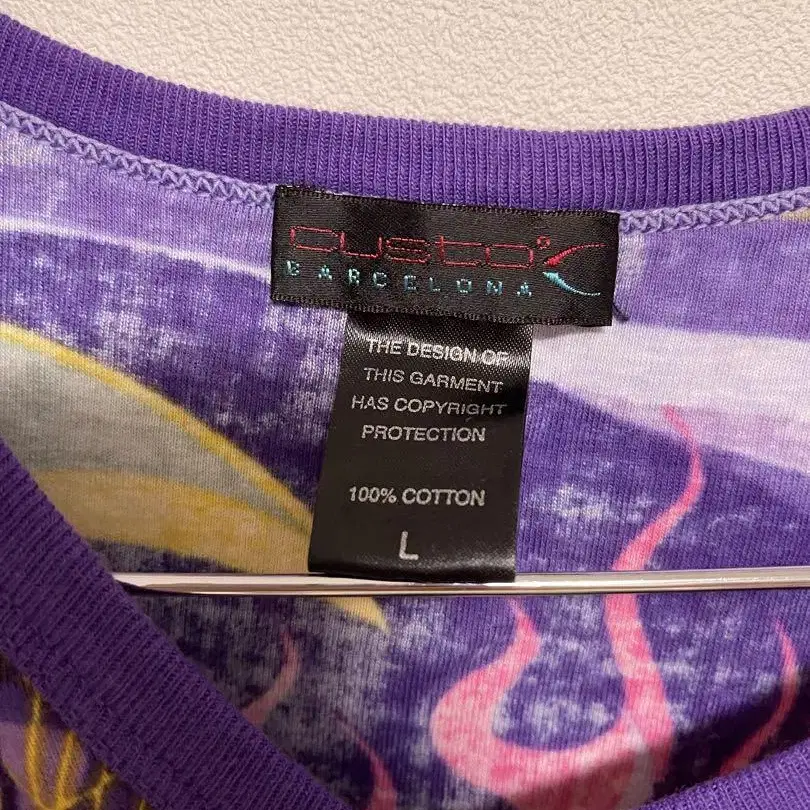 custo
BARCELONA
THE DESIGN OF
THIS GARMENT
HAS COPYRIGHT
PROTECTION
100% COTTON
L